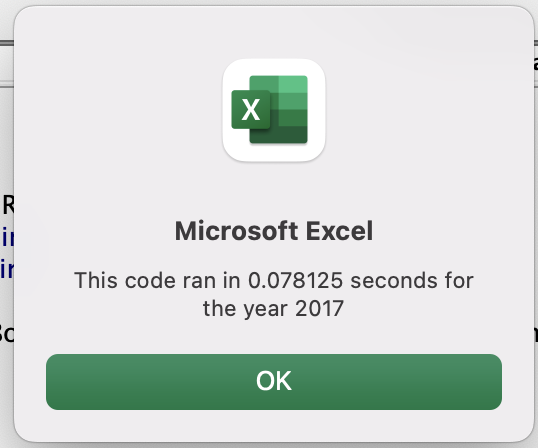 X
Microsoft Excel
This code ran in 0.078125 seconds for
the year 2017
OK